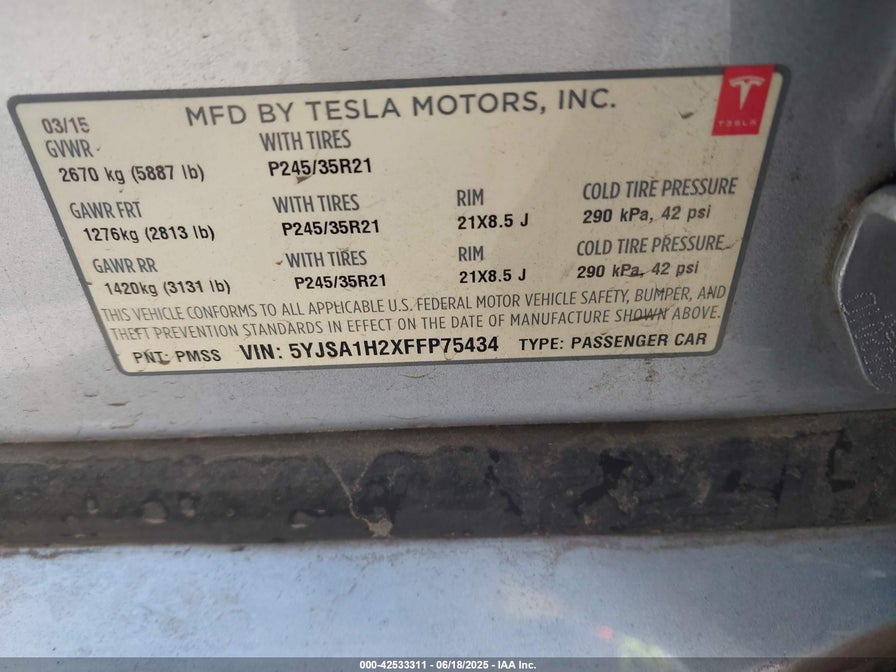 MFD BY TESLA MOTORS, INC.
TESLA
03/15
GVWR WITH TIRES
2670 kg (5887 lb) P245/35R21
GAWR FRT WITH TIRES RIM COLD TIRE PRESSURE
1276kg (2813 lb) P245/35R21 21X8.5 J 290 kPa, 42 psi
GAWR RR WITH TIRES RIM COLD TIRE PRESSURE
1420kg (3131 lb) P245/35R21 21X8.5 J 290 kPa, 42 psi
THIS VEHICLE CONFORMS TO ALL APPLICABLE U.S. FEDERAL MOTOR VEHICLE SAFETY, BUMPER, AND
THEFT PREVENTION STANDARDS IN EFFECT ON THE DATE OF MANUFACTURE SHOWN ABOVE.
PNT: PMSS VIN: 5YJSA1H2XFFP75434 TYPE: PASSENGER CAR
000-42533311 - 06/18/2025 - IAA Inc.